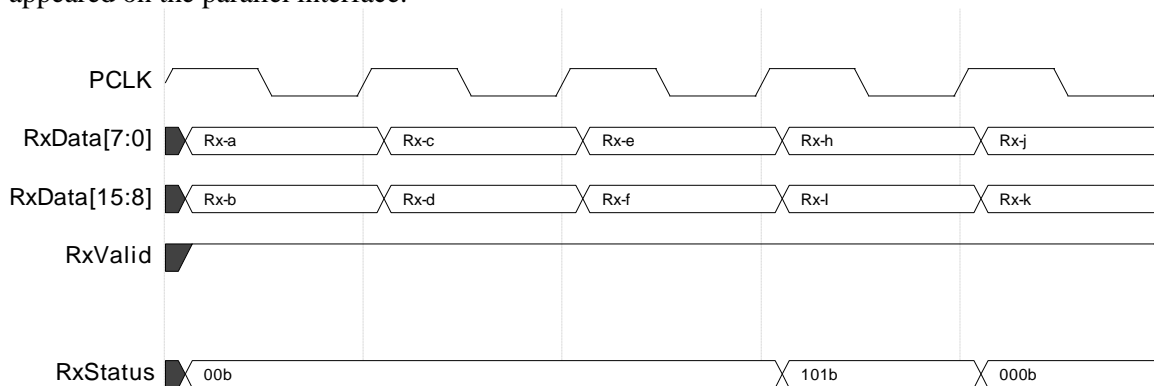 appeared on the parallel interface.
PCLK
RxData[7:0] Rx-a Rx-c Rx-e Rx-h Rx-j
RxData[15:8] Rx-b Rx-d Rx-f Rx-I Rx-k
RxValid
RxStatus 00b 101b 000b